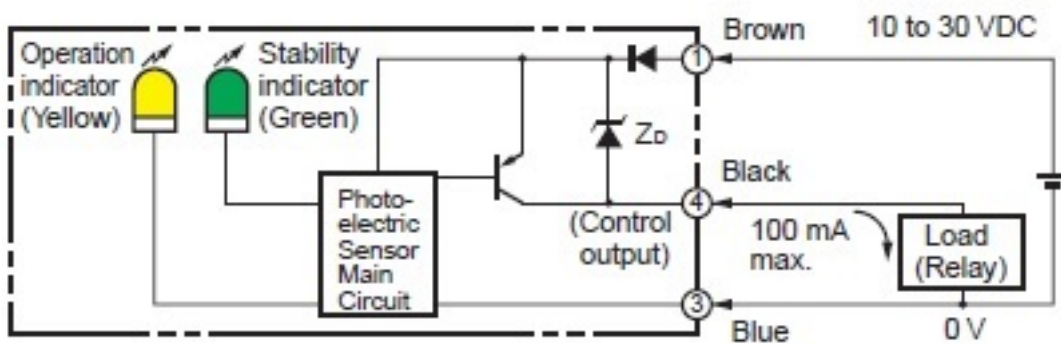 Operation
indicator
(Yellow)
Stability
indicator
(Green)
1
Brown
10 to 30 VDC
ZD
Photo-
electric
Sensor
Main
Circuit
(Control
output)
4
Black
100 mA
max.
Load
(Relay)
3
Blue
0 V